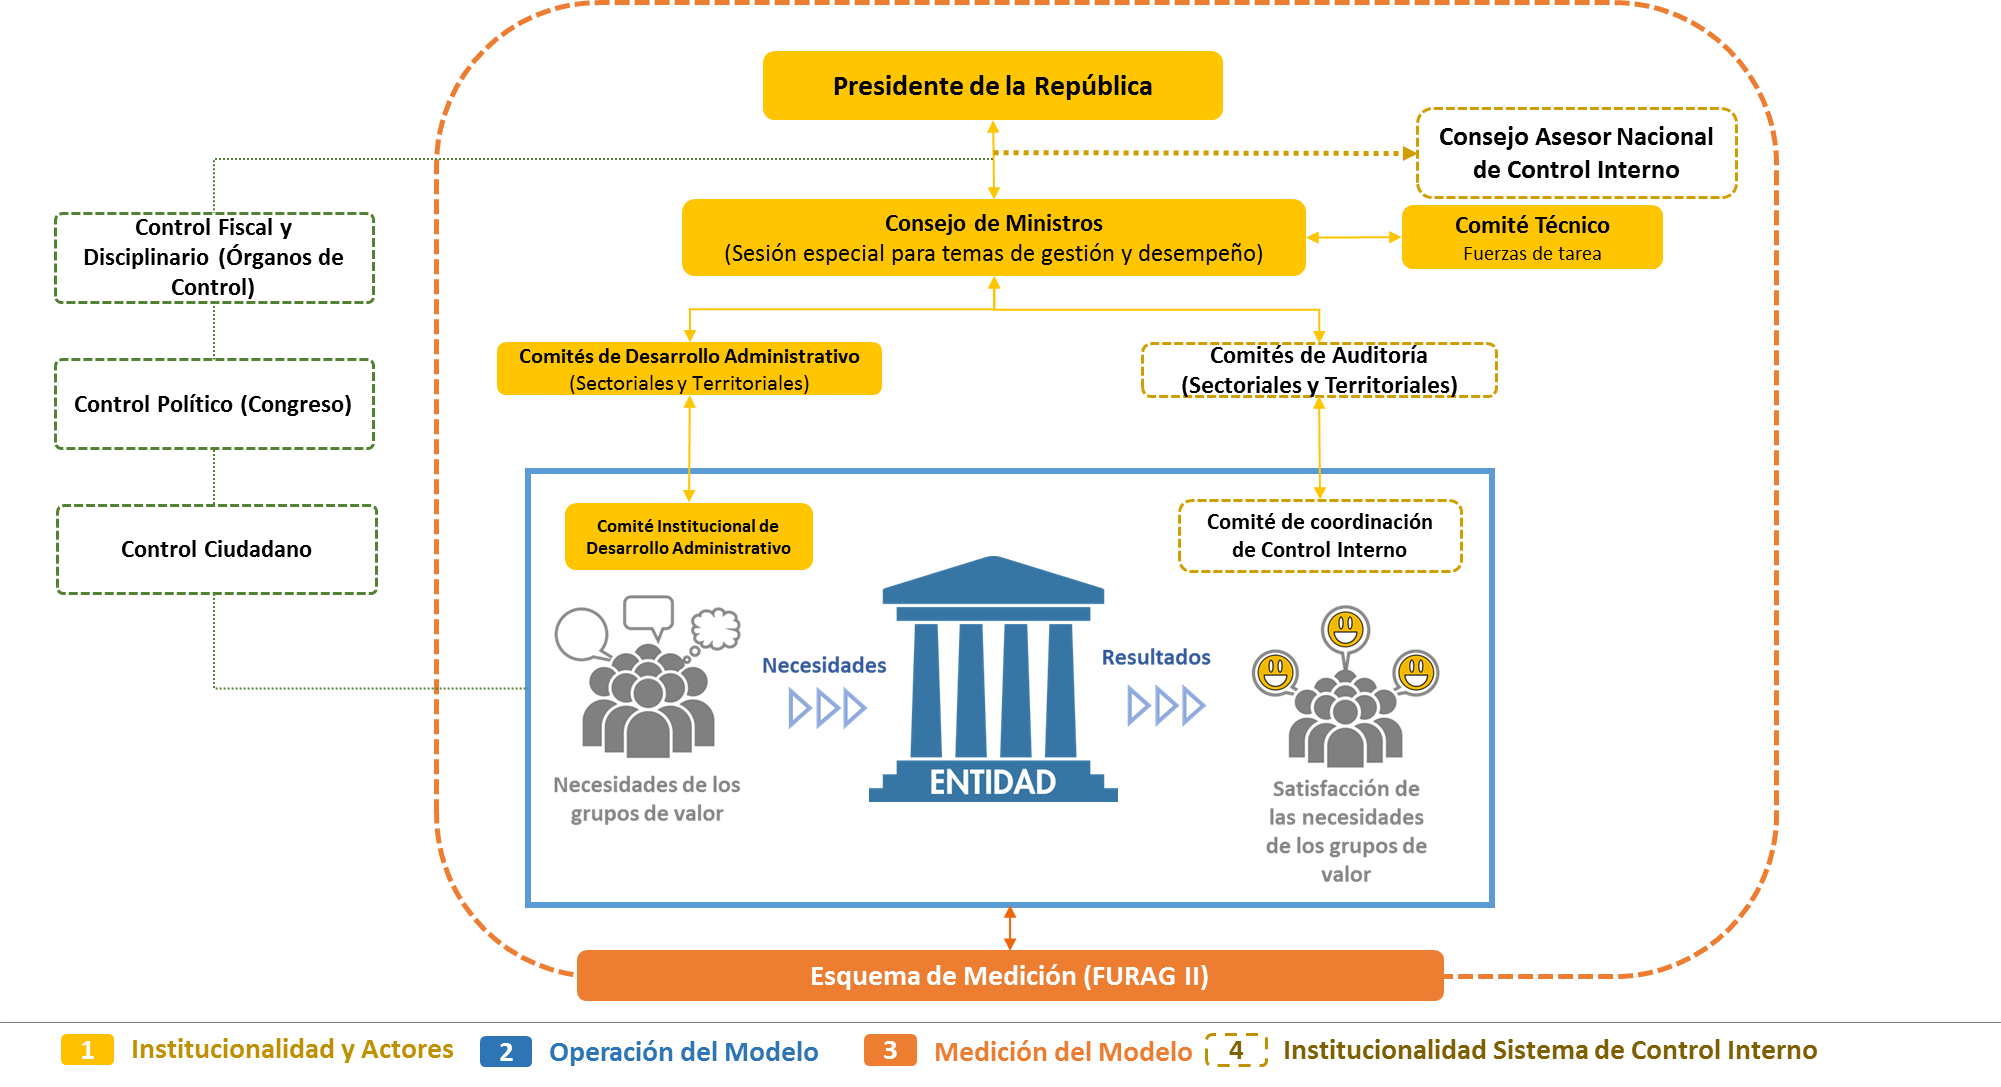 Presidente de la República
Consejo Asesor Nacional
de Control Interno
Control Fiscal y
Disciplinario (Órganos de
Control)
Consejo de Ministros
(Sesión especial para temas de gestión y desempeño)
Comité Técnico
Fuerzas de tarea
Comités de Desarrollo Administrativo
(Sectoriales y Territoriales)
Comités de Auditoría
(Sectoriales y Territoriales)
Control Político (Congreso)
Control Ciudadano
Comité Institucional de
Desarrollo Administrativo
Comité de coordinación
de Control Interno
Necesidades
Resultados
ENTIDAD
Necesidades de los
grupos de valor
Satisfacción de
las necesidades
de los grupos de
valor
Esquema de Medición (FURAG II)
1 Institucionalidad y Actores
2 Operación del Modelo
3 Medición del Modelo
4 Institucionalidad Sistema de Control Interno